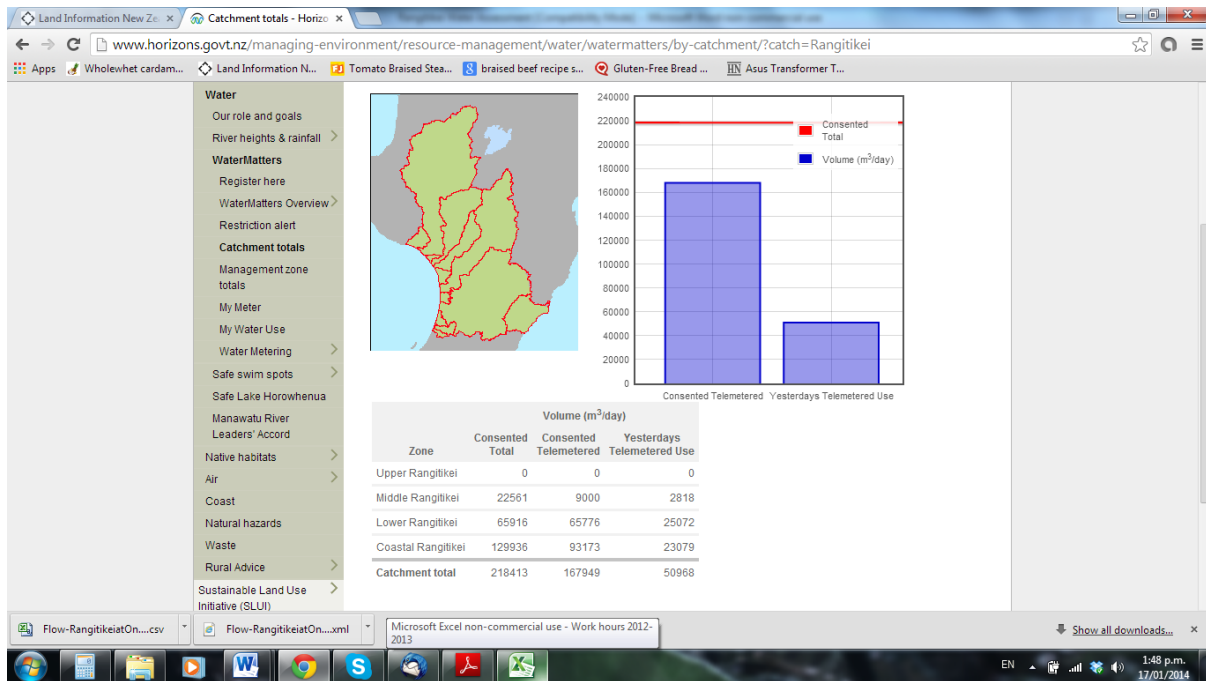 Land Information New Ze
Catchment totals - Horizo
www.horizons.govt.nz/managing-environment/resource-management/water/watermatters/by-catchment/?catch=Rangitikei
Apps Wholewhet cardam... Land Information N... Tomato Braised Stea... braised beef recipe s... Gluten-Free Bread ... Asus Transformer T...
Water
Our role and goals
River heights & rainfall
WaterMatters
Register here
WaterMatters Overview
Restriction alert
Catchment totals
Management zone
totals
My Meter
My Water Use
Water Metering
Safe swim spots
Safe Lake Horowhenua
Manawatu River
Leaders' Accord
Native habitats
Air
Coast
Natural hazards
Waste
Rural Advice
Sustainable Land Use
Initiative (SLUI)
240000
220000
200000
180000
160000
140000
120000
100000
80000
60000
40000
20000
0
Consented
Total
Volume (m³/day)
Consented Telemetered Yesterdays Telemetered Use
Volume (m³/day)
Zone Consented Total Consented Telemetered Yesterdays Telemetered Use
Upper Rangitikei 0 0 0
Middle Rangitikei 22561 9000 2818
Lower Rangitikei 65916 65776 25072
Coastal Rangitikei 129936 93173 23079
Catchment total 218413 167949 50968
Flow-RangitikeiatOn....csv Flow-RangitikeiatOn....xml
Microsoft Excel non-commercial use - Work hours 2012-
2013
Show all downloads...
EN
1:48 p.m.
17/01/2014